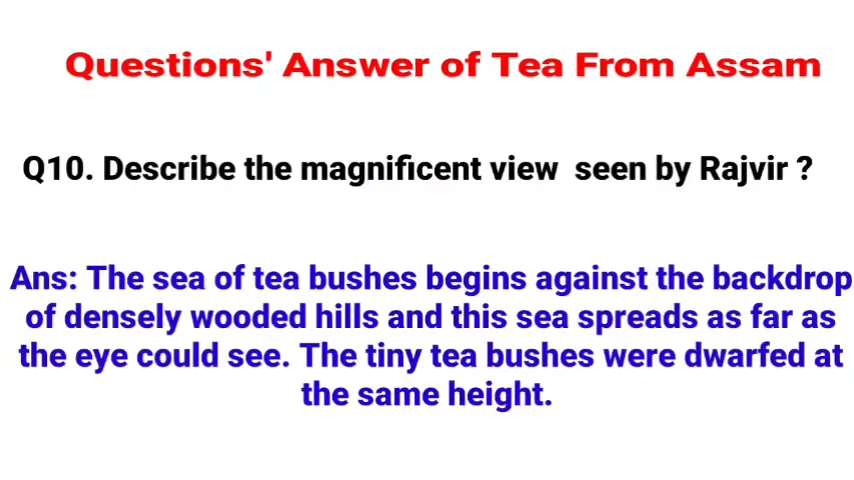 Questions' Answer of Tea From Assam
Q10. Describe the magnificent view seen by Rajvir ?
Ans: The sea of tea bushes begins against the backdrop
of densely wooded hills and this sea spreads as far as
the eye could see. The tiny tea bushes were dwarfed at
the same height.